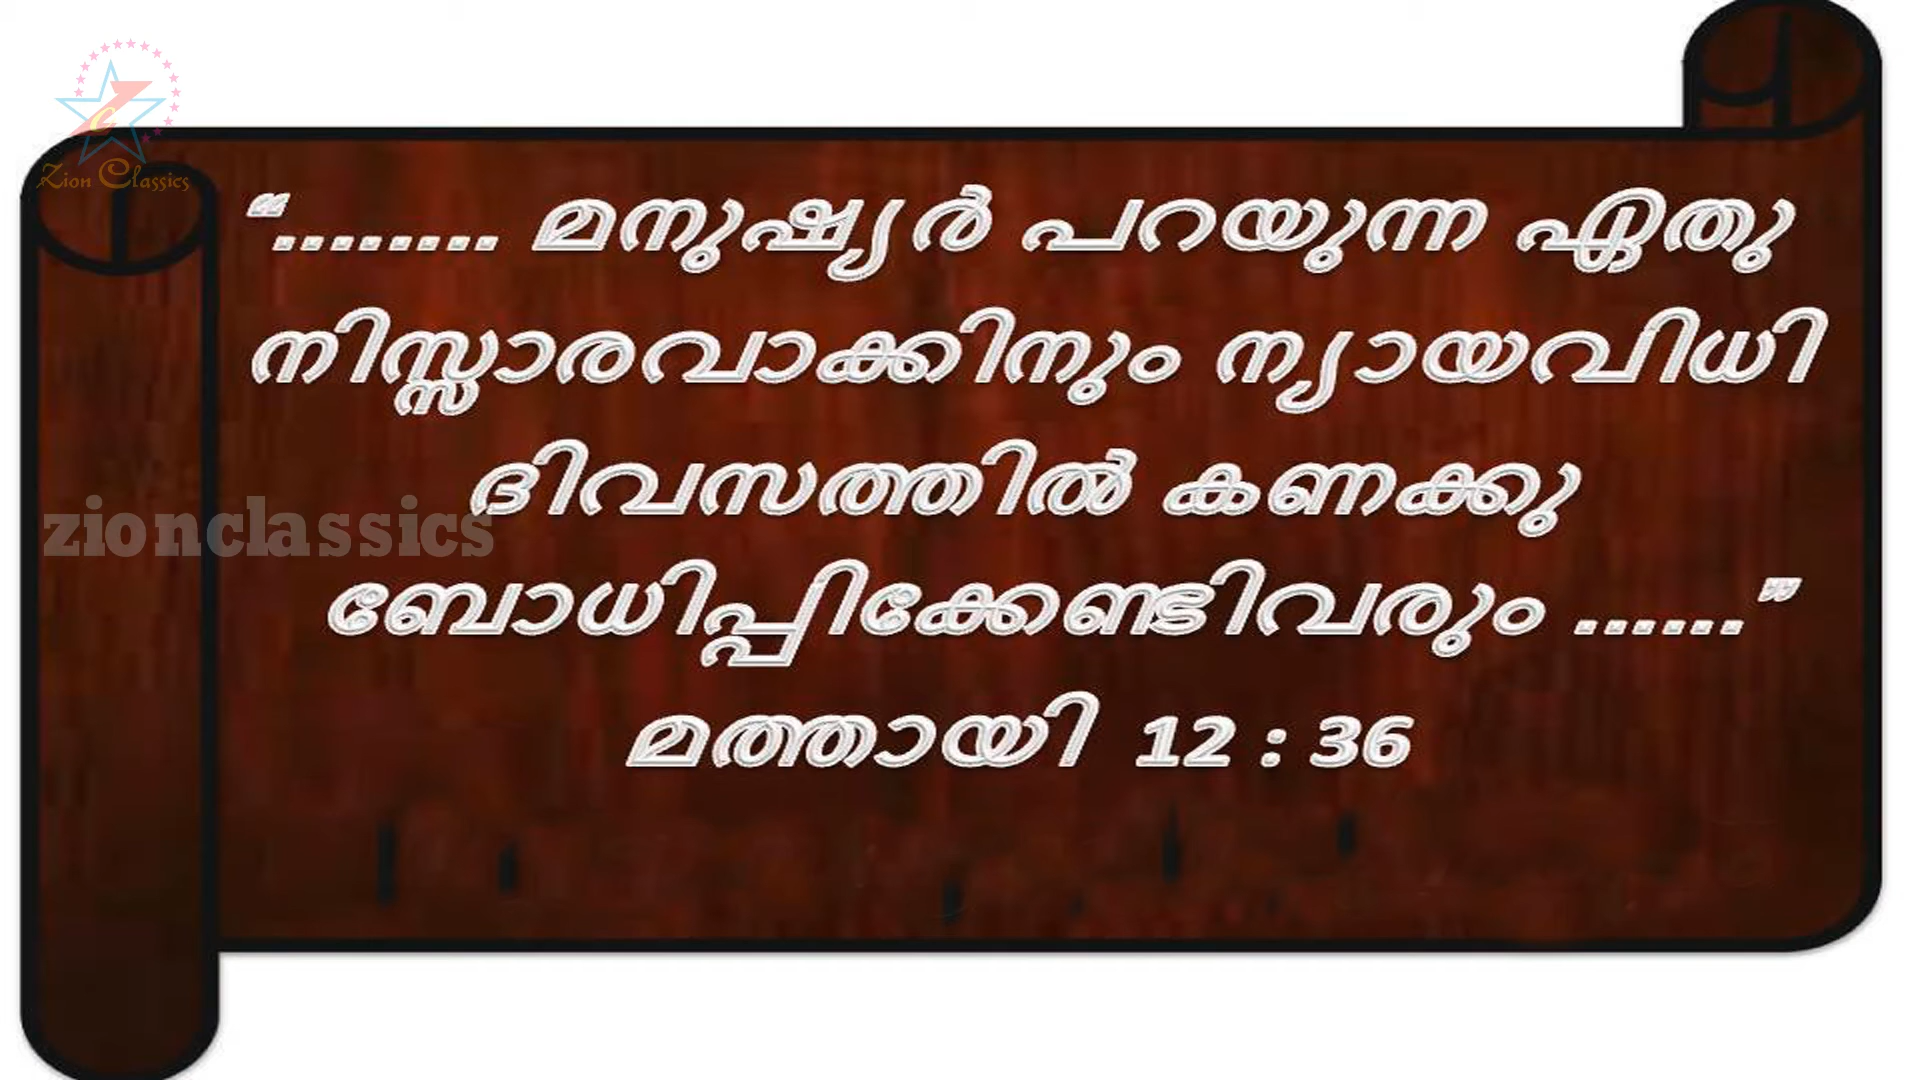 Zion Classics
"........ മനുഷ്യർ പറയുന്ന ഏതു
നിസ്സാരവാക്കിനും ന്യായവിധി
ദിവസത്തിൽ കണക്കു
zionclassics
ബോധിപ്പിക്കേണ്ടിവരും ......"
മത്തായി 12 : 36